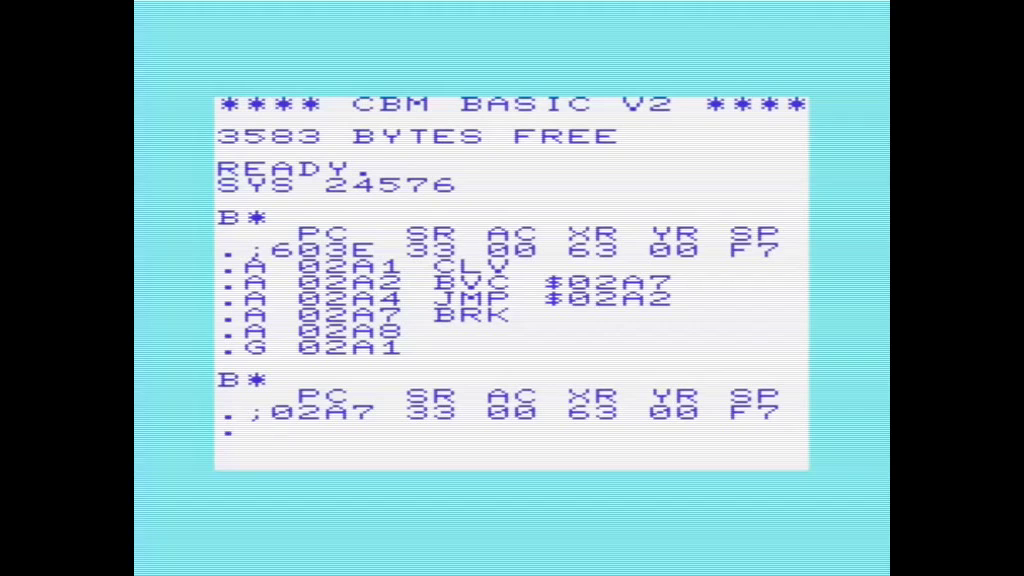 **** CBM BASIC V2 ****
3583 BYTES FREE
READY.
SYS 24576
B*
PC SR AC XR YR SP
.;603E 33 00 63 00 F7
.A 02A1 CLV
.A 02A2 BVC $02A7
.A 02A4 JMP $02A2
.A 02A7 BRK
.A 02A8
.G 02A1
B*
PC SR AC XR YR SP
.;02A7 33 00 63 00 F7
.